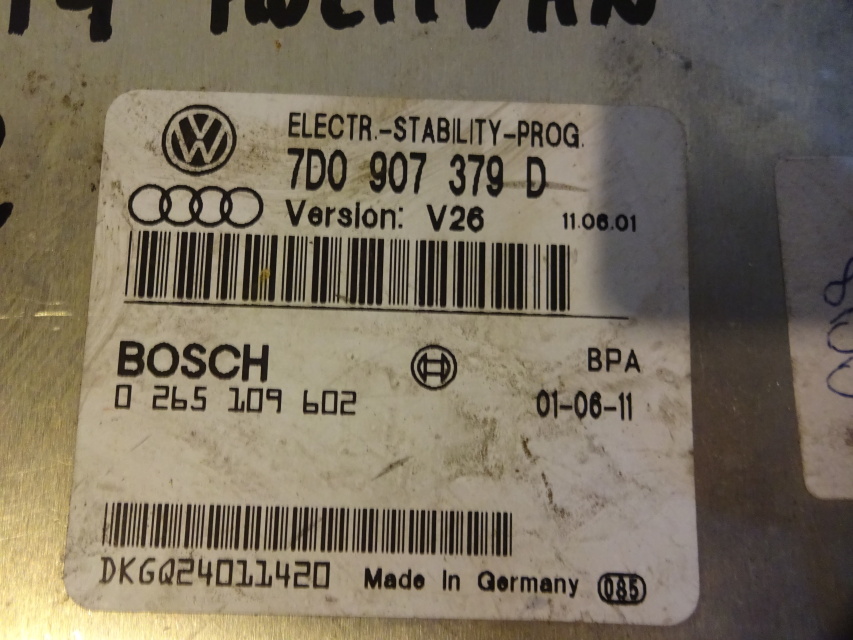 ELECTR.-STABILITY-PROG.
7D0 907 379 D
Version: V26 11.06.01
BOSCH BPA
0 265 109 602 01-06-11
DKGQ24011420 Made In Germany 085